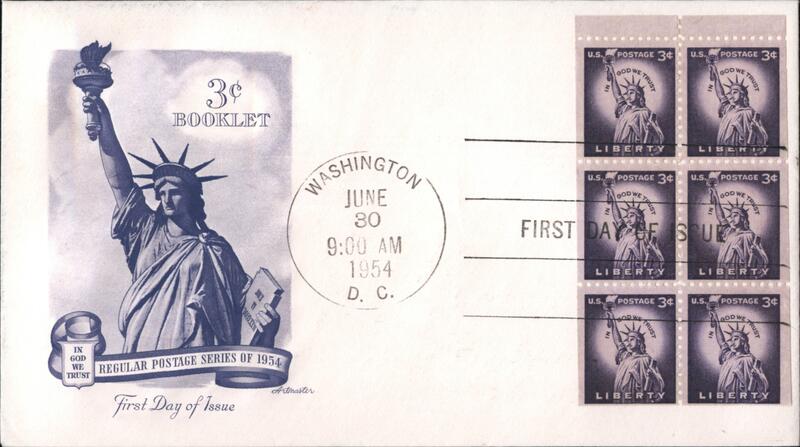 3¢
BOOKLET
IN
GOD
WE
TRUST
REGULAR POSTAGE SERIES OF 1954
Artmaster
First Day of Issue
WASHINGTON
JUNE
30
9:00 AM
1954
D. C.
FIRST DAY OF ISSUE
U.S. POSTAGE 3¢
IN GOD WE TRUST
LIBERTY
U.S. POSTAGE 3¢
IN GOD WE TRUST
LIBERTY
U.S. POSTAGE 3¢
IN GOD WE TRUST
LIBERTY
U.S. POSTAGE 3¢
IN GOD WE TRUST
LIBERTY
U.S. POSTAGE 3¢
IN GOD WE TRUST
LIBERTY
U.S. POSTAGE 3¢
IN GOD WE TRUST
LIBERTY